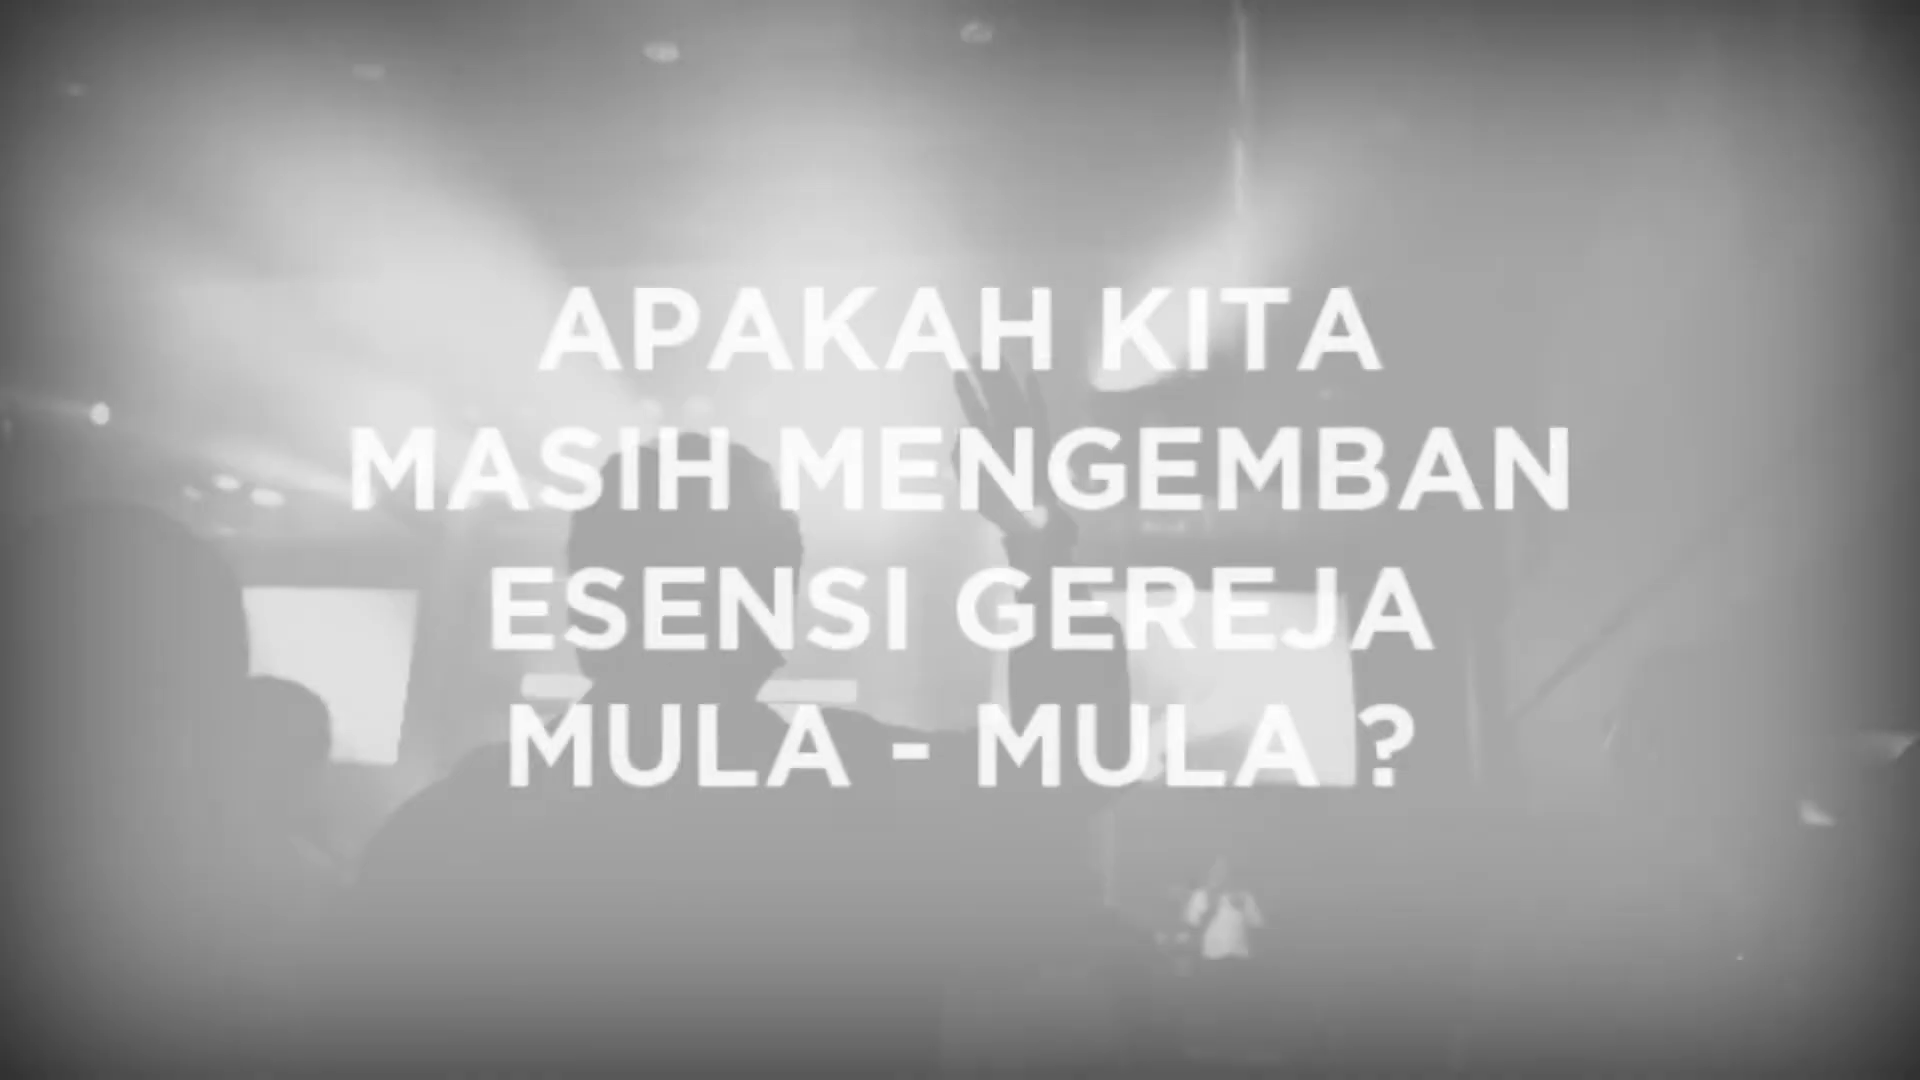 APAKAH KITA
MASIH MENGEMBAN
ESENSI GEREJA
MULA - MULA ?